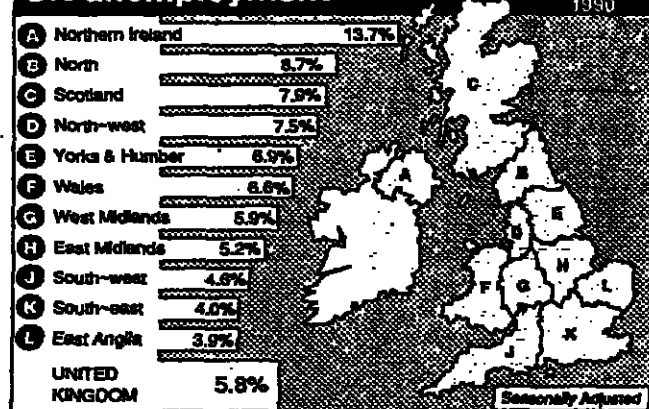 unemployment
1990
A Northern Ireland 13.7%
B North 8.7%
C Scotland 7.9%
D North-west 7.5%
E Yorks & Humber 6.9%
F Wales 6.6%
G West Midlands 5.9%
H East Midlands 5.2%
J South-west 4.6%
K South-east 4.0%
L East Anglia 3.9%
UNITED
KINGDOM 5.8%
C
A
B
E
D
H
F
G
L
K
J
Seasonally Adjusted